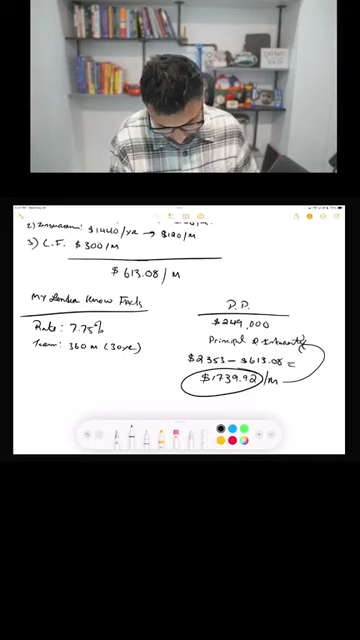 2) Insurance: $1440/yr → $120/M
3) C.F. $300/M
$613.08/M
My Lender Know Facts
Rate: 7.75%
Term: 360 M (30yr)
P.P.
$249,000
Principal & Interest
$2353 - $613.08 =
$1739.92/M